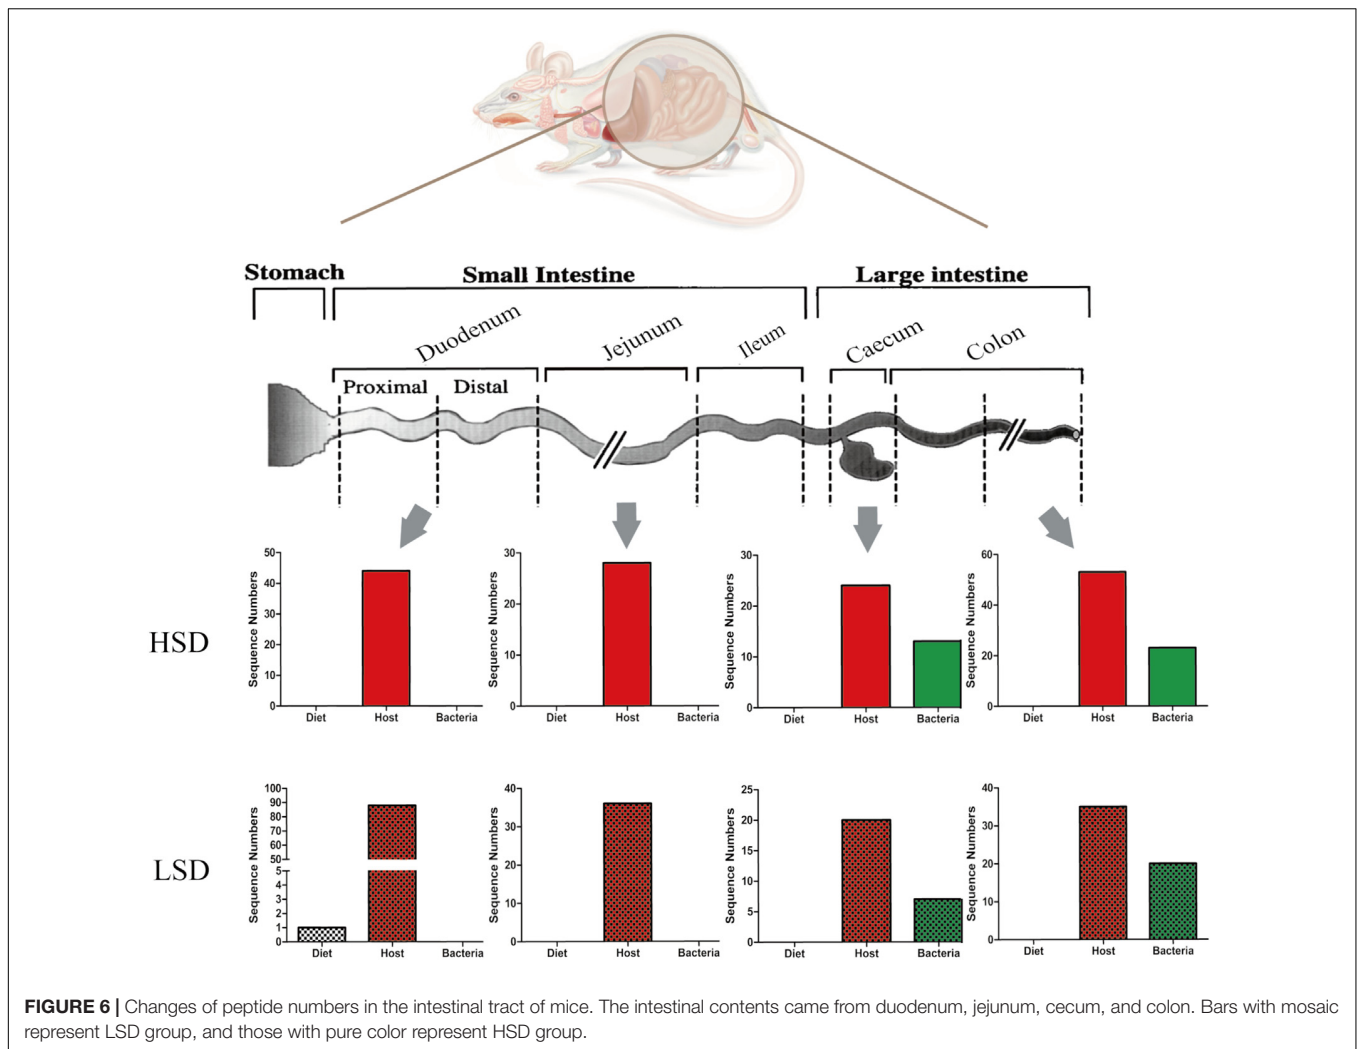 Stomach
Small Intestine
Large intestine
Duodenum
Jejunum
Ileum
Caecum
Colon
Proximal
Distal
HSD
Sequence Numbers
50
40
30
20
10
0
Diet
Host
Bacteria
Sequence Numbers
30
20
10
0
Diet
Host
Bacteria
Sequence Numbers
30
20
10
0
Diet
Host
Bacteria
Sequence Numbers
60
40
20
0
Diet
Host
Bacteria
LSD
Sequence Numbers
100
90
80
70
60
50
5
4
3
2
1
0
Diet
Host
Bacteria
Sequence Numbers
40
30
20
10
0
Diet
Host
Bacteria
Sequence Numbers
25
20
15
10
5
0
Diet
Host
Bacteria
Sequence Numbers
40
30
20
10
0
Diet
Host
Bacteria
FIGURE 6 | Changes of peptide numbers in the intestinal tract of mice. The intestinal contents came from duodenum, jejunum, cecum, and colon. Bars with mosaic
represent LSD group, and those with pure color represent HSD group.